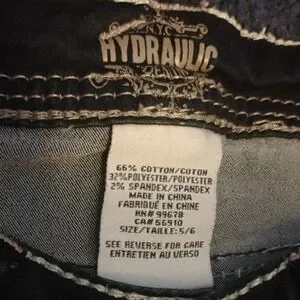 N.Y.C
HYDRAULIC
66% COTTON/COTON
32%POLYESTER/POLYESTER
2% SPANDEX/SPANDEX
MADE IN CHINA
FABRIQUÉ EN CHINE
RN# 99678
CA# 56910
SIZE/TAILLE: 5/6
SEE REVERSE FOR CARE
ENTRETIEN AU VERSO